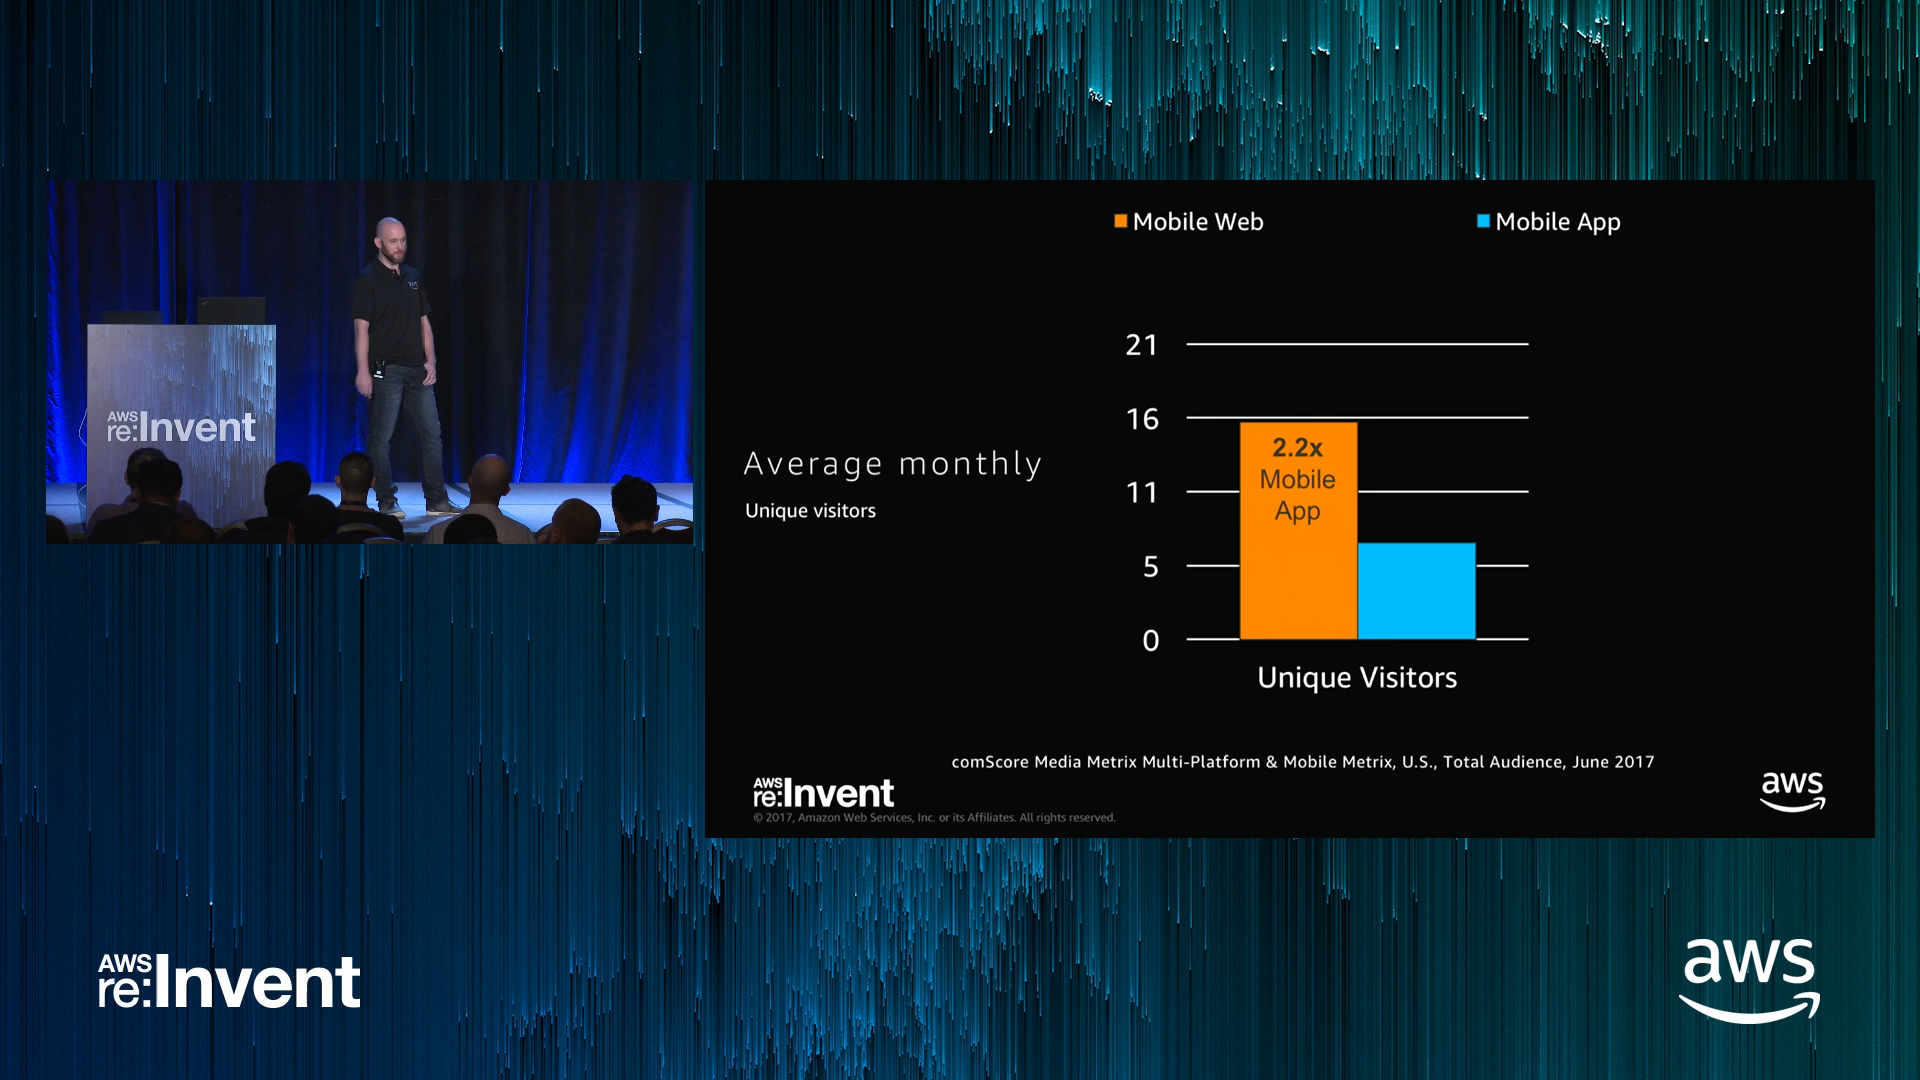 AWS
re:Invent
Mobile Web
Mobile App
21
16
11
5
0
2.2x
Mobile
App
Unique Visitors
Average monthly
Unique visitors
comScore Media Metrix Multi-Platform & Mobile Metrix, U.S., Total Audience, June 2017
AWS
re:Invent
© 2017, Amazon Web Services, Inc. or its Affiliates. All rights reserved.
aws
AWS
re:Invent
aws